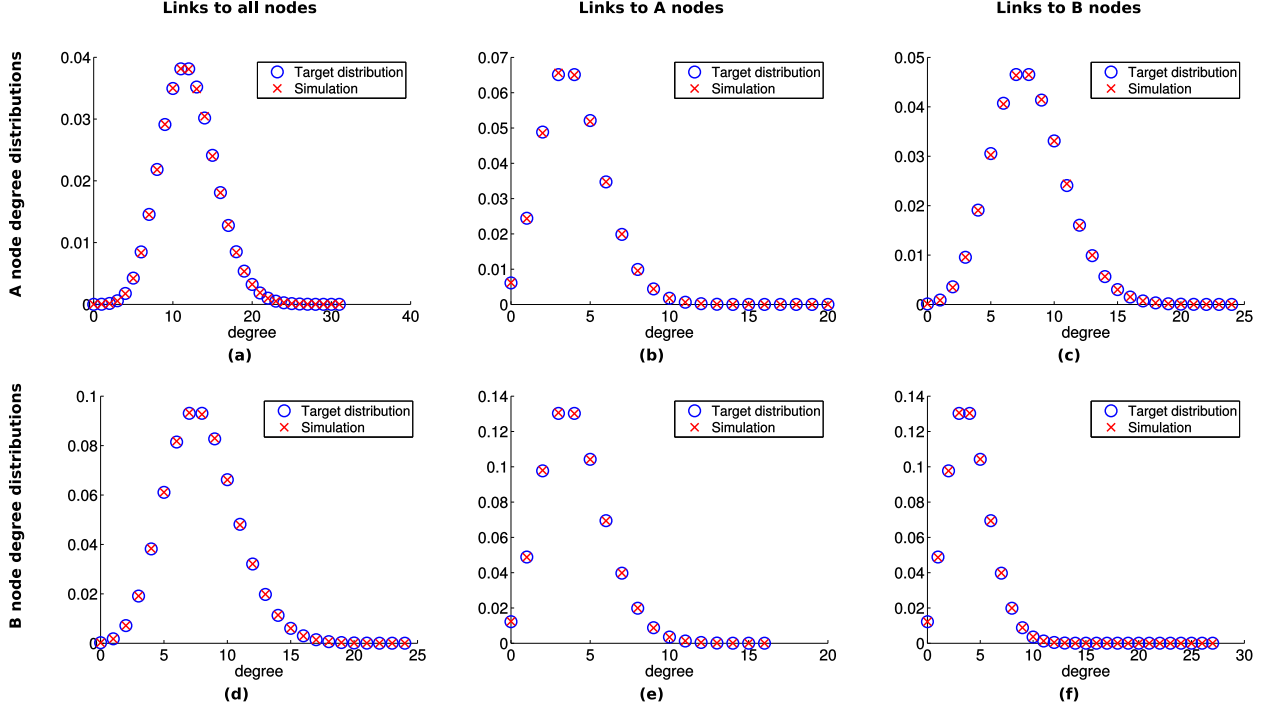 Links to all nodes
Links to A nodes
Links to B nodes
A node degree distributions
0.04
0.03
0.02
0.01
0
0 10 20 30 40
Target distribution
Simulation
degree
(a)
0.07
0.06
0.05
0.04
0.03
0.02
0.01
0
0 5 10 15 20
Target distribution
Simulation
degree
(b)
0.05
0.04
0.03
0.02
0.01
0
0 5 10 15 20 25
Target distribution
Simulation
degree
(c)
B node degree distributions
0.1
0.08
0.06
0.04
0.02
0
0 5 10 15 20 25
Target distribution
Simulation
degree
(d)
0.14
0.12
0.1
0.08
0.06
0.04
0.02
0
0 5 10 15 20
Target distribution
Simulation
degree
(e)
0.14
0.12
0.1
0.08
0.06
0.04
0.02
0
0 5 10 15 20 25 30
Target distribution
Simulation
degree
(f)